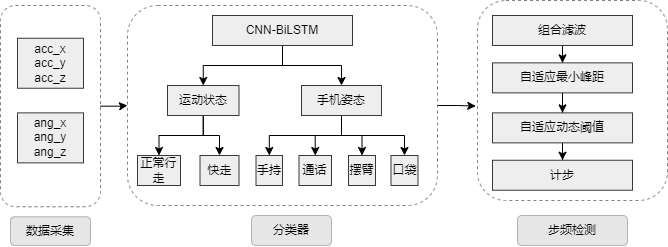 acc_x
acc_y
acc_z
ang_x
ang_y
ang_z
数据采集
CNN-BiLSTM
运动状态
手机姿态
正常行
走
快走
手持
通话
摆臂
口袋
分类器
组合滤波
自适应最小峰距
自适应动态阈值
计步
步频检测